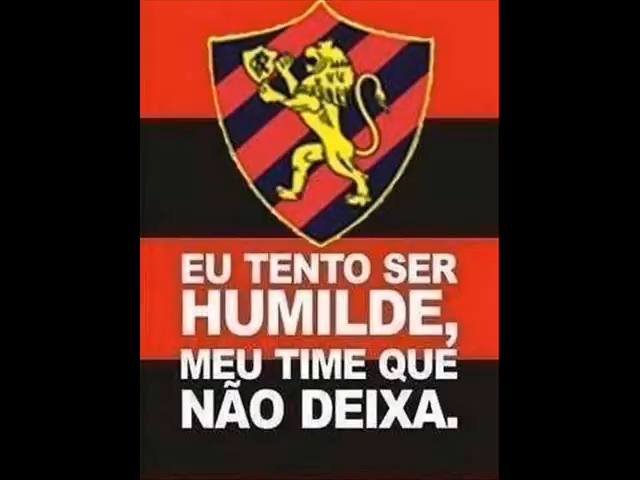 EU TENTO SER
HUMILDE,
MEU TIME QUE
NÃO DEIXA.